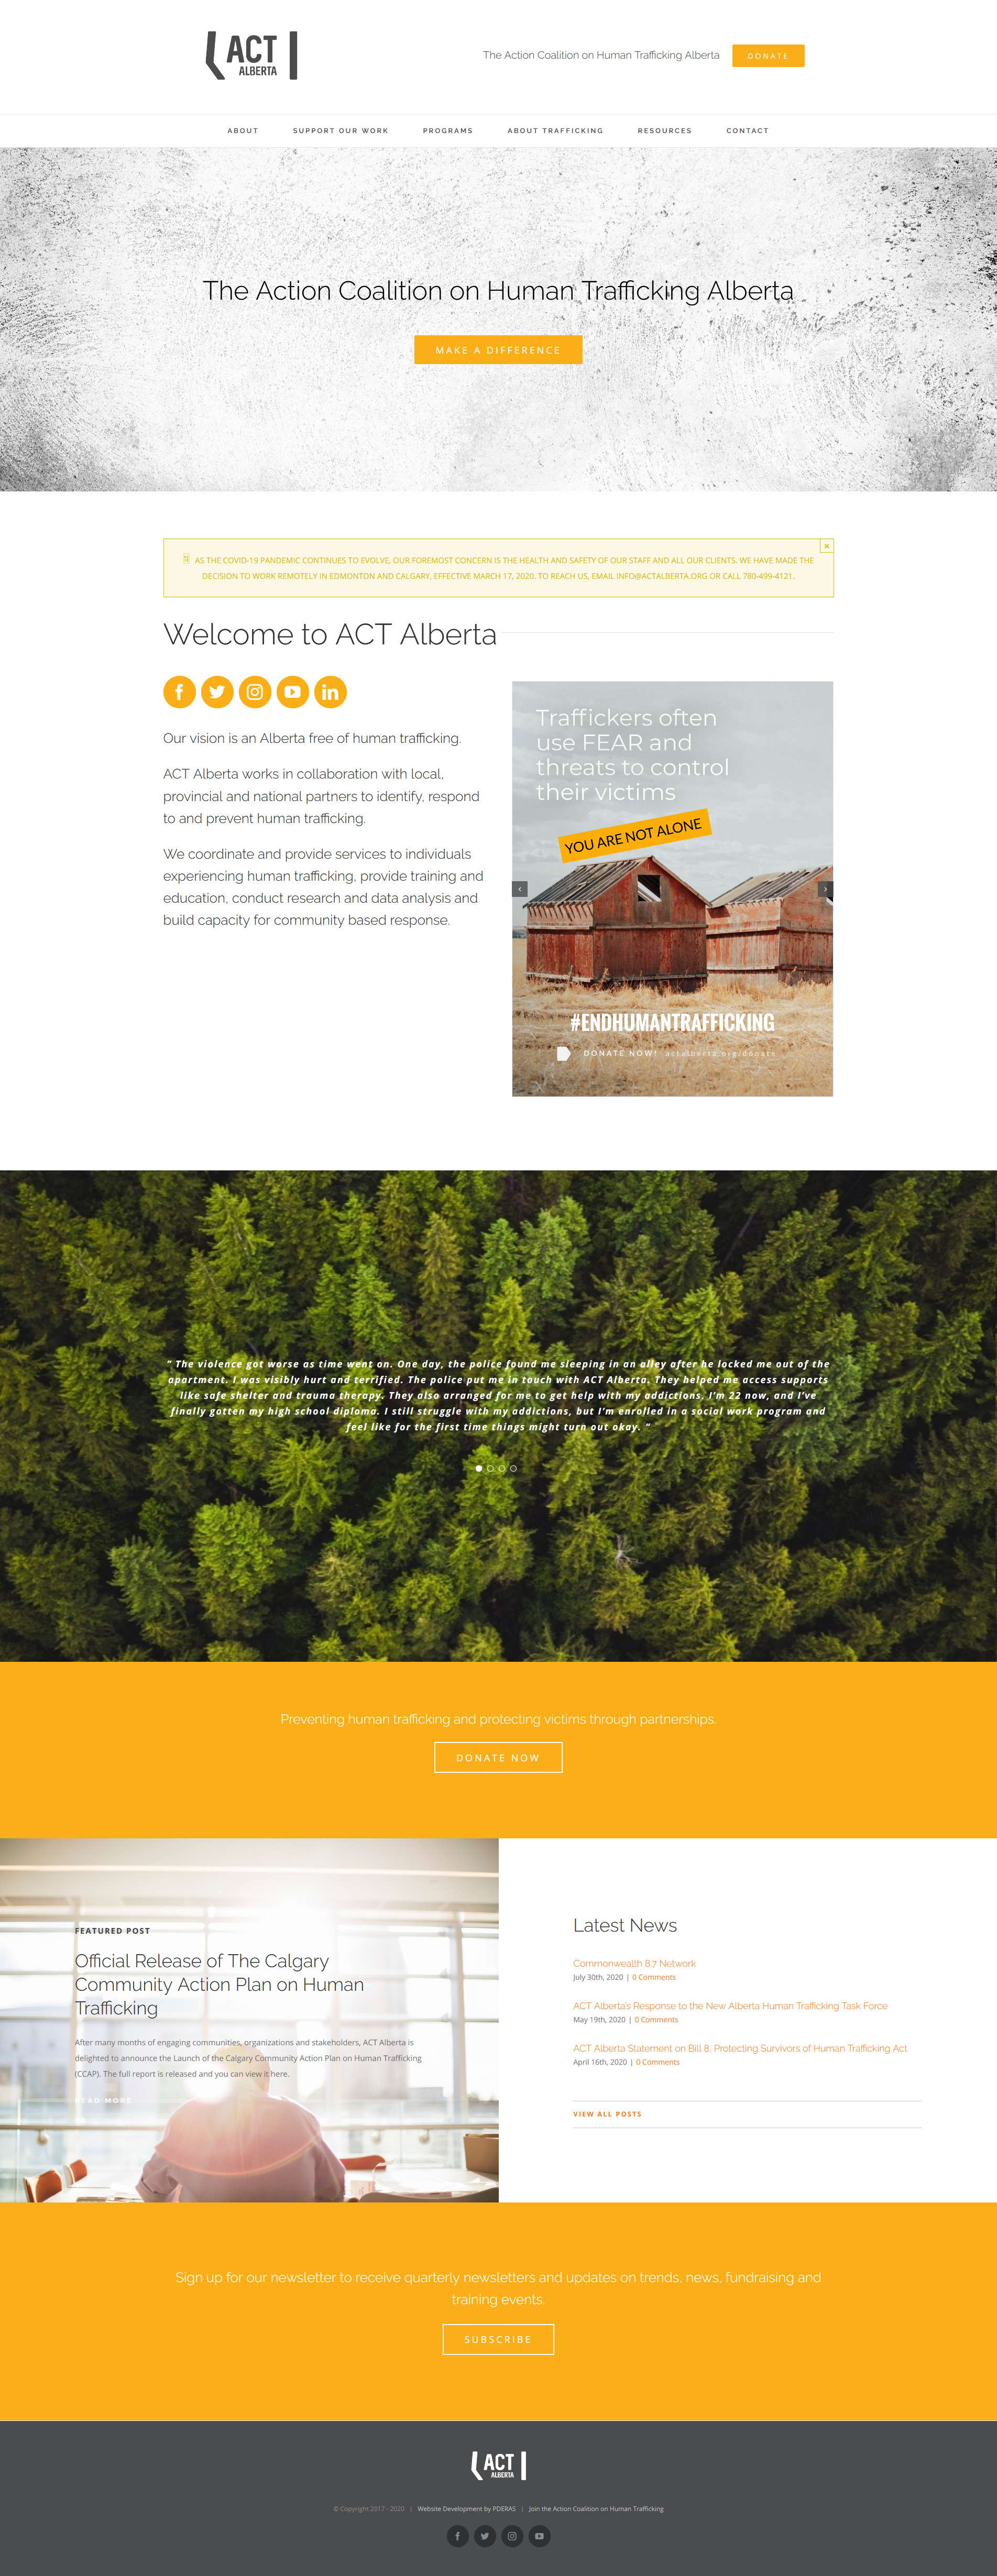 ACT
ALBERTA
The Action Coalition on Human Trafficking Alberta
DONATE
ABOUT
SUPPORT OUR WORK
PROGRAMS
ABOUT TRAFFICKING
RESOURCES
CONTACT
The Action Coalition on Human Trafficking Alberta
MAKE A DIFFERENCE
AS THE COVID-19 PANDEMIC CONTINUES TO EVOLVE, OUR FOREMOST CONCERN IS THE HEALTH AND SAFETY OF OUR STAFF AND ALL OUR CLIENTS. WE HAVE MADE THE
DECISION TO WORK REMOTELY IN EDMONTON AND CALGARY, EFFECTIVE MARCH 17, 2020. TO REACH US, EMAIL INFO@ACTALBERTA.ORG OR CALL 780-499-4121.
×
Welcome to ACT Alberta
Our vision is an Alberta free of human trafficking.
ACT Alberta works in collaboration with local,
provincial and national partners to identify, respond
to and prevent human trafficking.
We coordinate and provide services to individuals
experiencing human trafficking, provide training and
education, conduct research and data analysis and
build capacity for community based response.
Traffickers often
use FEAR and
threats to control
their victims
YOU ARE NOT ALONE
#ENDHUMANTRAFFICKING
DONATE NOW! actalberta.org/donate
" The violence got worse as time went on. One day, the police found me sleeping in an alley after he locked me out of the
apartment. I was visibly hurt and terrified. The police put me in touch with ACT Alberta. They helped me access supports
like safe shelter and trauma therapy. They also arranged for me to get help with my addictions. I'm 22 now, and I've
finally gotten my high school diploma. I still struggle with my addictions, but I'm enrolled in a social work program and
feel like for the first time things might turn out okay. "
Preventing human trafficking and protecting victims through partnerships.
DONATE NOW
FEATURED POST
Official Release of The Calgary
Community Action Plan on Human
Trafficking
After many months of engaging communities, organizations and stakeholders, ACT Alberta is
delighted to announce the Launch of the Calgary Community Action Plan on Human Trafficking
(CCAP), The full report is released and you can view it here.
READ MORE
Latest News
Commonwealth 8.7 Network
July 30th, 2020 | 0 Comments
ACT Alberta's Response to the New Alberta Human Trafficking Task Force
May 19th, 2020 | 0 Comments
ACT Alberta Statement on Bill 8, Protecting Survivors of Human Trafficking Act
April 16th, 2020 | 0 Comments
VIEW ALL POSTS
Sign up for our newsletter to receive quarterly newsletters and updates on trends, news, fundraising and
training events.
SUBSCRIBE
ACT
ALBERTA
© Copyright 2017 - 2020 | Website Development by PDERAS | Join the Action Coalition on Human Trafficking